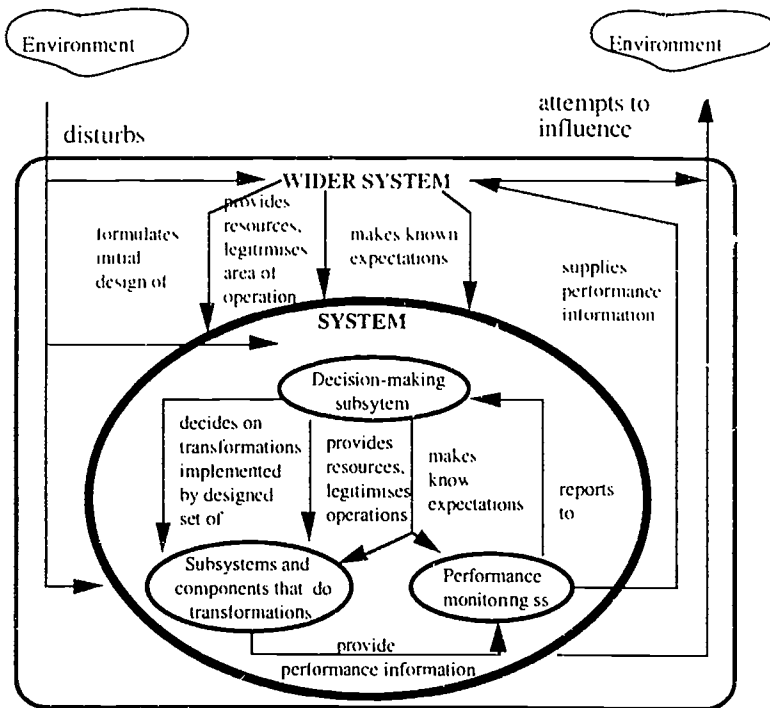 Environment
Environment
disturbs
attempts to
influence
WIDER SYSTEM
formulates
initial
design of
provides
resources,
legitimises
area of
operation
makes known
expectations
supplies
performance
information
SYSTEM
Decision-making
subsytem
decides on
transformations
implemented
by designed
set of
provides
resources,
legitimises
operations
makes
know
expectations
reports
to
Subsystems and
components that do
transformations
Performance
monitoring ss
provide
performance information